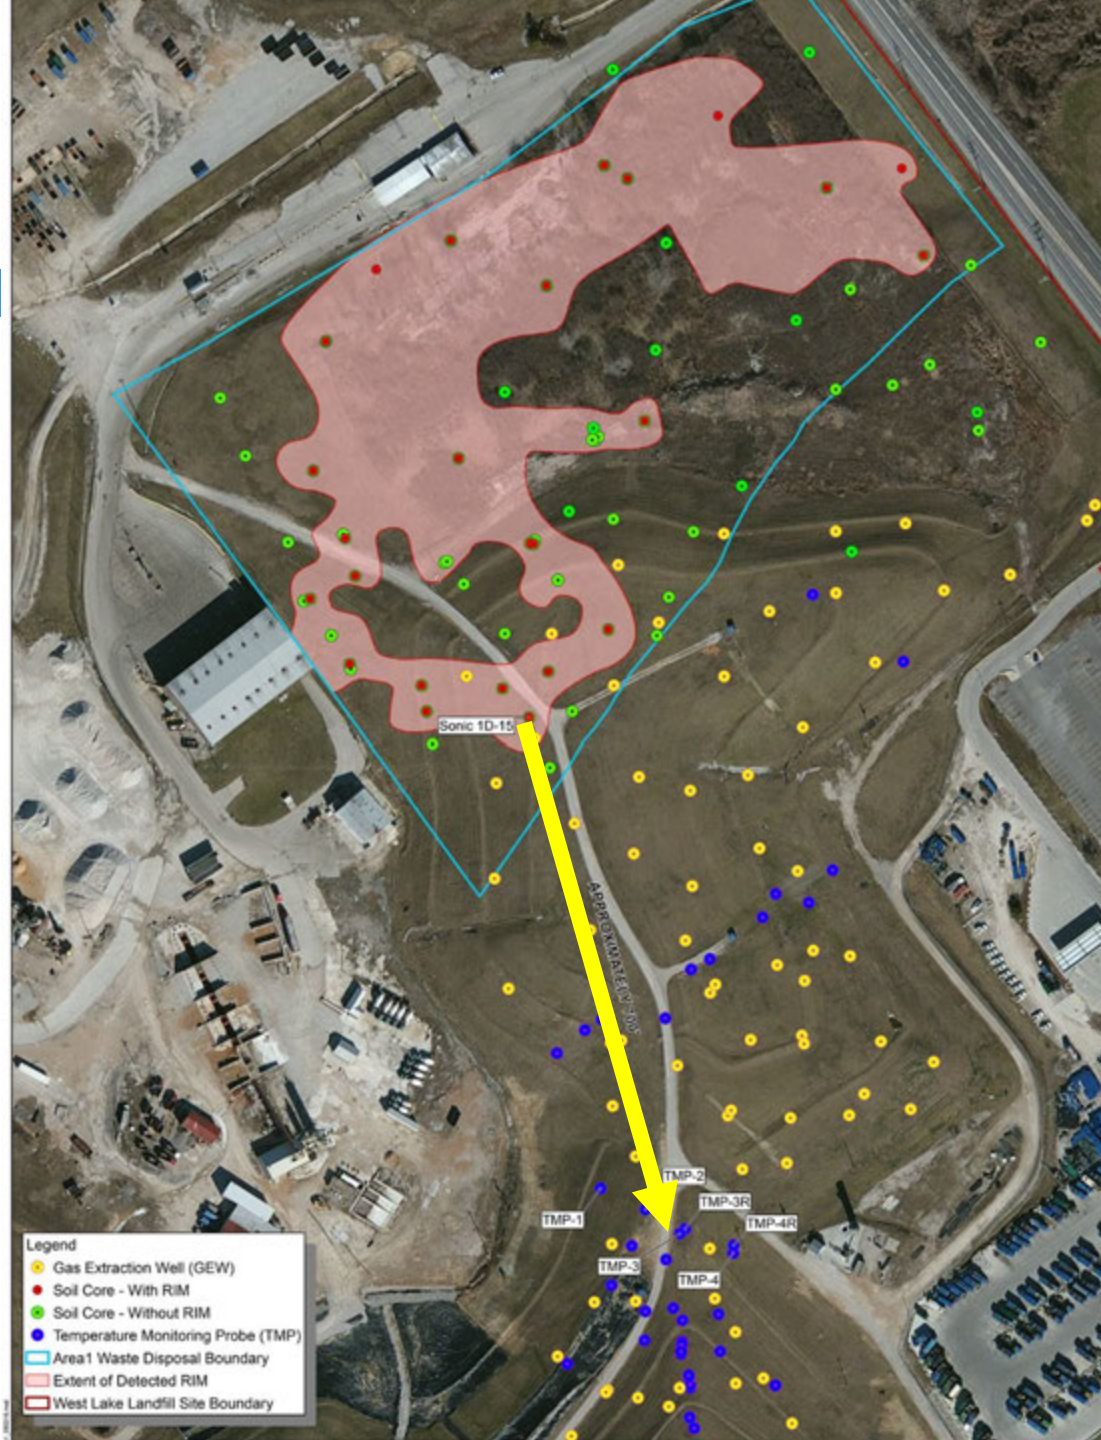 Sonic 1D-15
APPROXIMATELY
TMP-2
TMP-3R
TMP-1
TMP-4R
TMP-3
TMP-4
Legend
Gas Extraction Well (GEW)
Soil Core - With RIM
Soil Core - Without RIM
Temperature Monitoring Probe (TMP)
Area1 Waste Disposal Boundary
Extent of Detected RIM
West Lake Landfill Site Boundary